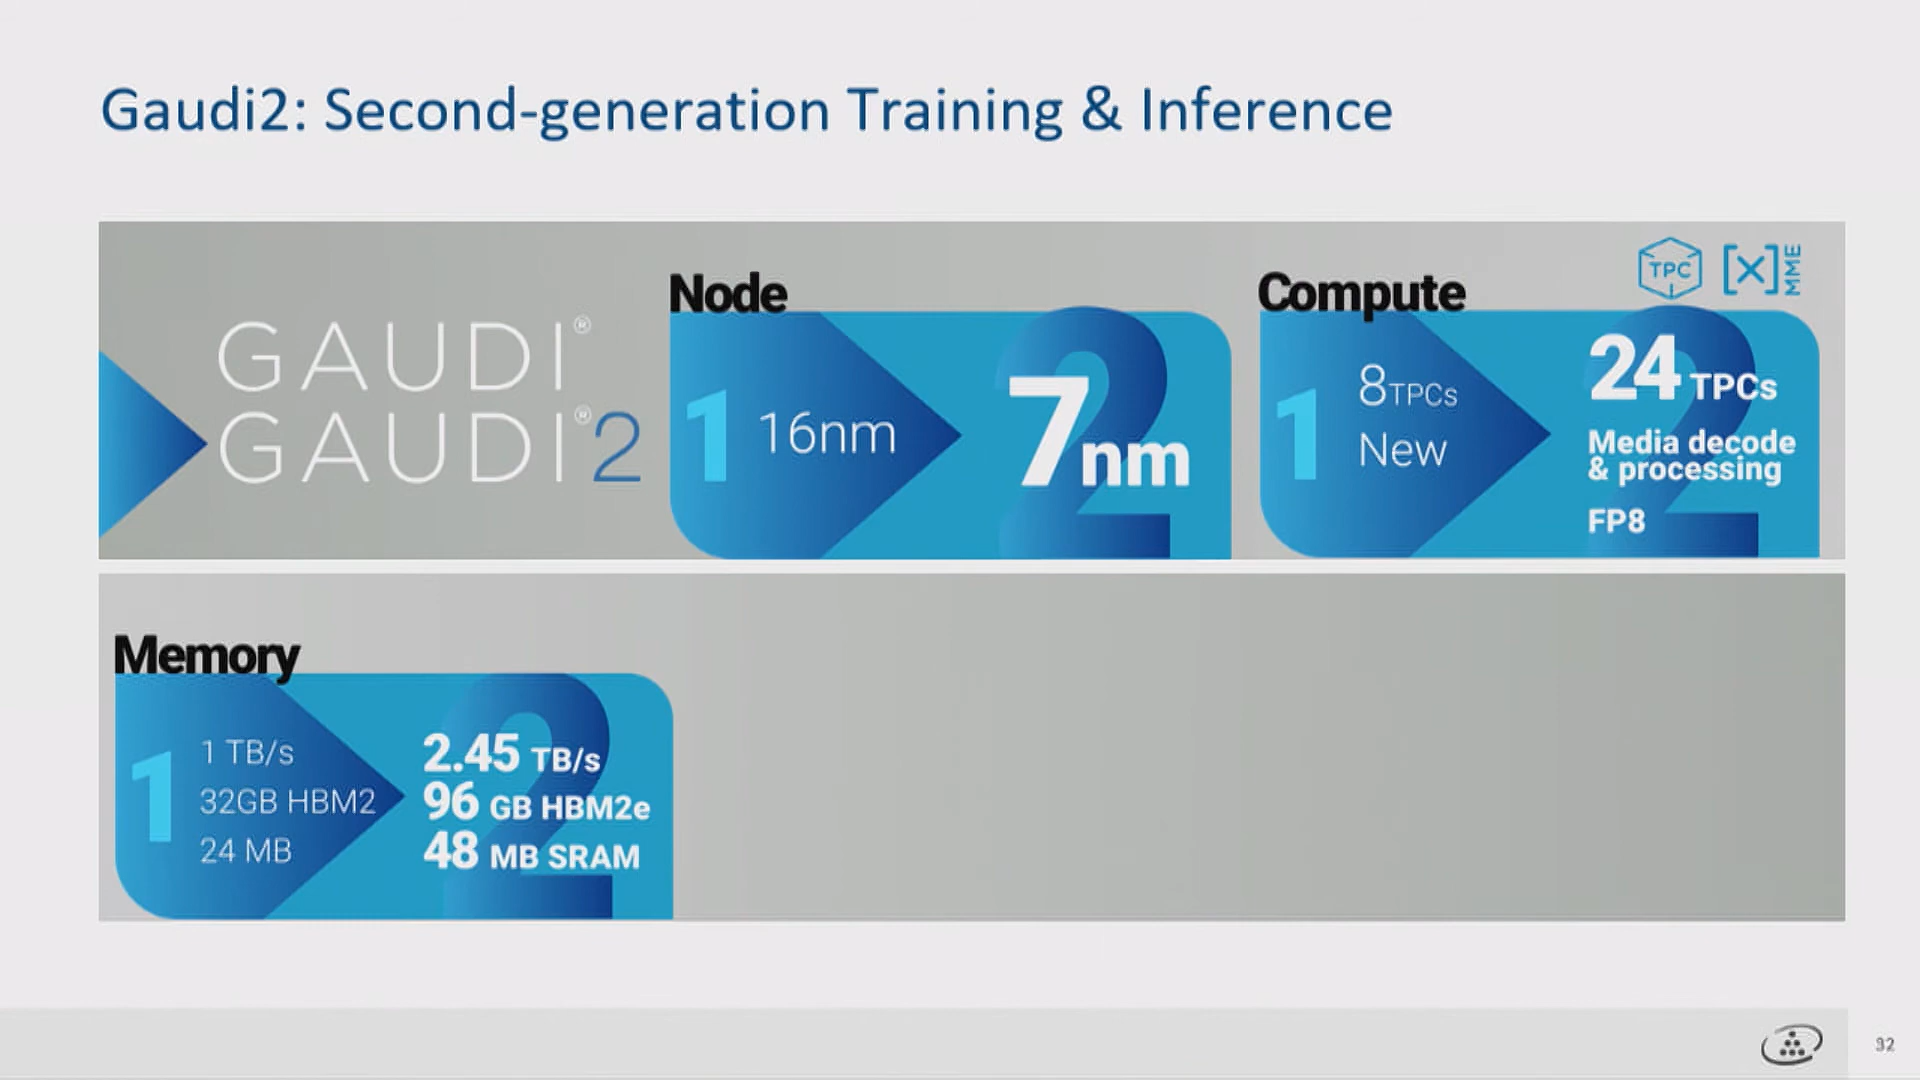 Gaudi2: Second-generation Training & Inference
GAUDI®
GAUDI®2
Node
1
16nm
2
7nm
Compute
TPC
[X] MME
1
8TPCs
New
2
24 TPCs
Media decode
& processing
FP8
Memory
1
1 TB/s
32GB HBM2
24 MB
2
2.45 TB/s
96 GB HBM2e
48 MB SRAM
32